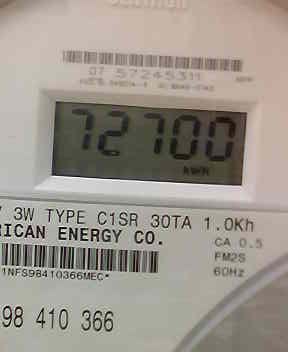 07 57245311
72700
kWH
3W TYPE C1SR 30TA 1.0Kh
RICAN ENERGY CO.
CA 0.5
FM2S
60Hz
1NFS98410366MEC*
98 410 366